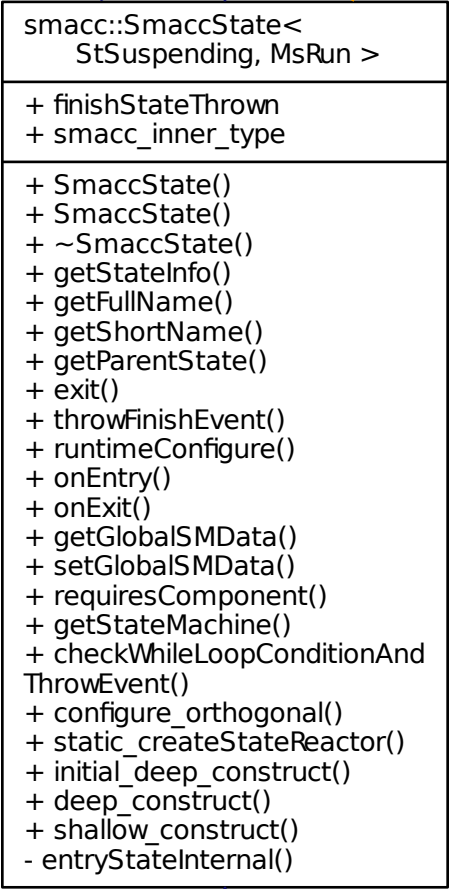 smacc::SmaccState<
StSuspending, MsRun >
+ finishStateThrown
+ smacc_inner_type
+ SmaccState()
+ SmaccState()
+ ~SmaccState()
+ getStateInfo()
+ getFullName()
+ getShortName()
+ getParentState()
+ exit()
+ throwFinishEvent()
+ runtimeConfigure()
+ onEntry()
+ onExit()
+ getGlobalSMData()
+ setGlobalSMData()
+ requiresComponent()
+ getStateMachine()
+ checkWhileLoopConditionAnd
ThrowEvent()
+ configure_orthogonal()
+ static_createStateReactor()
+ initial_deep_construct()
+ deep_construct()
+ shallow_construct()
- entryStateInternal()